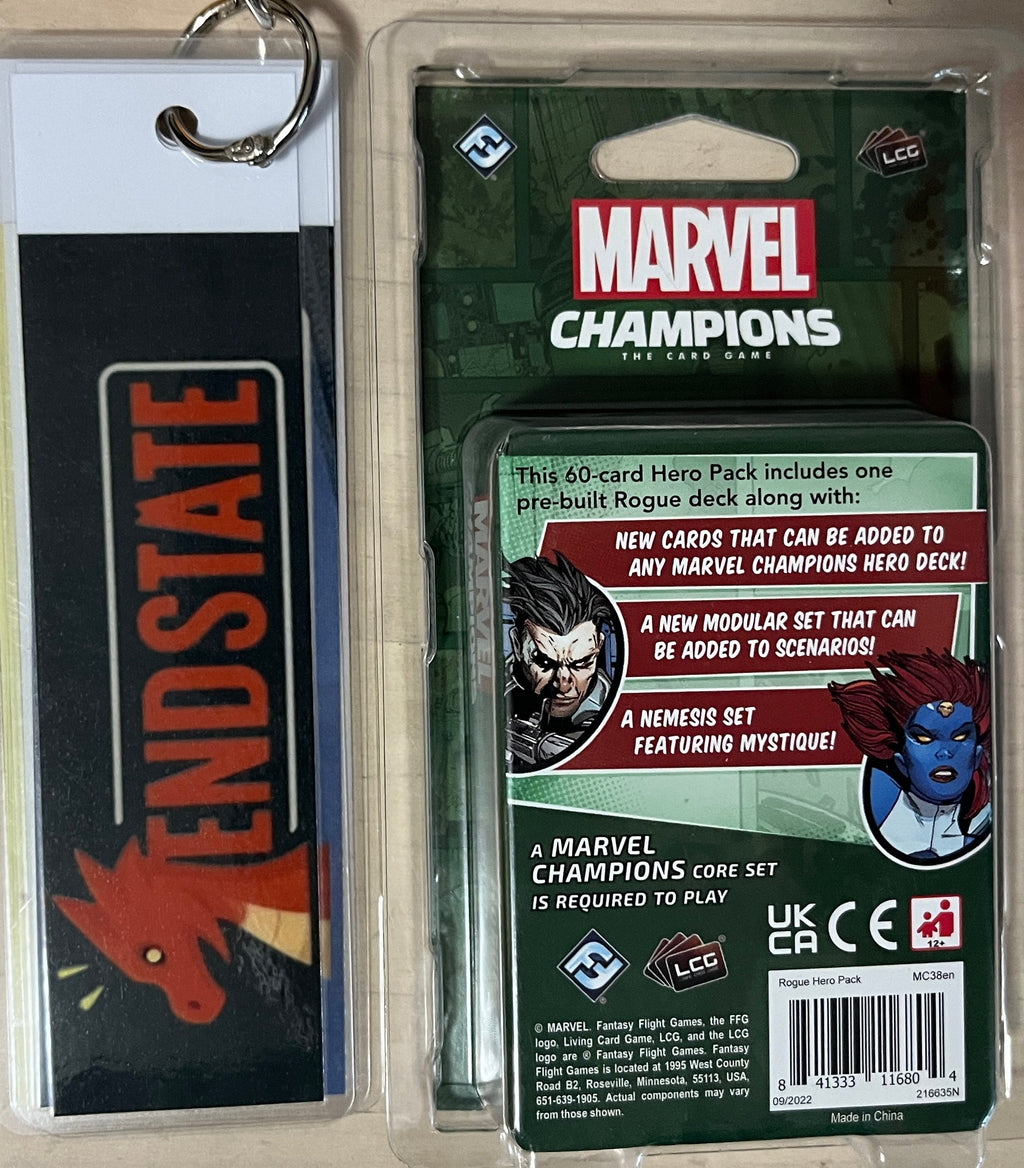 ENDSTATE
LCG
MARVEL
CHAMPIONS
THE CARD GAME
MARVEL
This 60-card Hero Pack includes one
pre-built Rogue deck along with:
NEW CARDS THAT CAN BE ADDED TO
ANY MARVEL CHAMPIONS HERO DECK!
A NEW MODULAR SET THAT CAN
BE ADDED TO SCENARIOS!
A NEMESIS SET
FEATURING MYSTIQUE!
A MARVEL
CHAMPIONS CORE SET
IS REQUIRED TO PLAY
UK
CA CE
12+
LCG
Rogue Hero Pack MC38en
8 41333 11680 4
09/2022 216635N
Made in China
© MARVEL. Fantasy Flight Games, the FFG
logo, Living Card Game, LCG, and the LCG
logo are ® Fantasy Flight Games. Fantasy
Flight Games is located at 1995 West County
Road B2, Roseville, Minnesota, 55113, USA,
651-639-1905. Actual components may vary
from those shown.